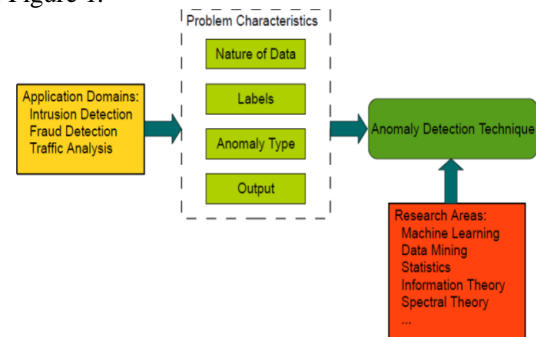 Figure 1.
Problem Characteristics
Nature of Data
Labels
Anomaly Type
Output
Application Domains:
Intrusion Detection
Fraud Detection
Traffic Analysis
Anomaly Detection Technique
Research Areas:
Machine Learning
Data Mining
Statistics
Information Theory
Spectral Theory
...